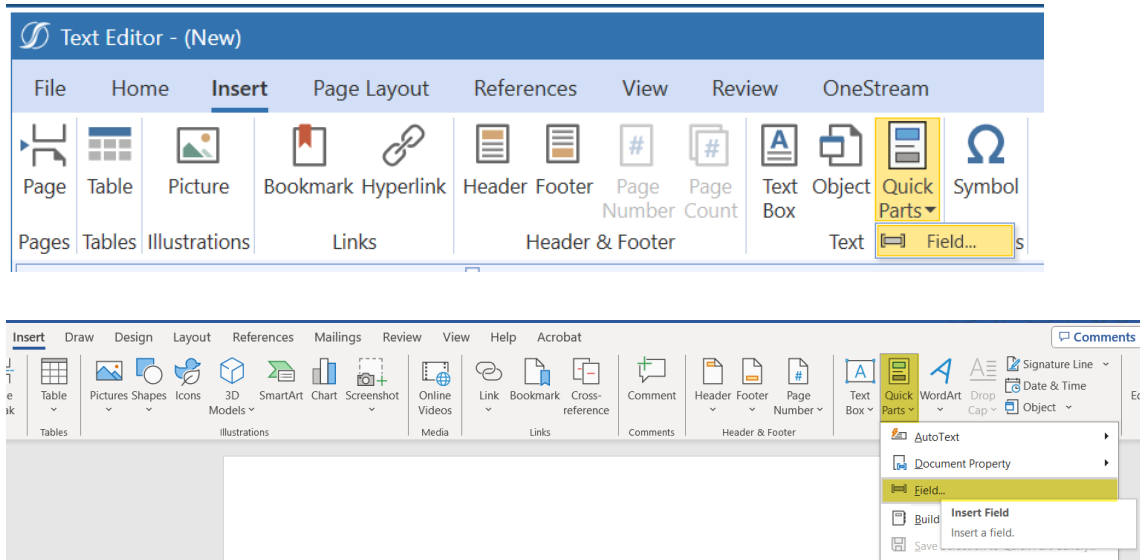 Text Editor - (New)
File Home Insert Page Layout References View Review OneStream
Page Table Picture Bookmark Hyperlink Header Footer Page Number Page Count Text Box Object Quick Parts Symbol
Pages Tables Illustrations Links Header & Footer Text s
Field...
Insert Draw Design Layout References Mailings Review View Help Acrobat Comments
Table Pictures Shapes Icons 3D Models SmartArt Chart Screenshot Online Videos Link Bookmark Cross-reference Comment Header Footer Page Number Text Box Quick Parts WordArt Drop Cap
Signature Line
Date & Time
Object
Tables Illustrations Media Links Comments Header & Footer
AutoText
Document Property
Field...
Build
Save
Insert Field
Insert a field.